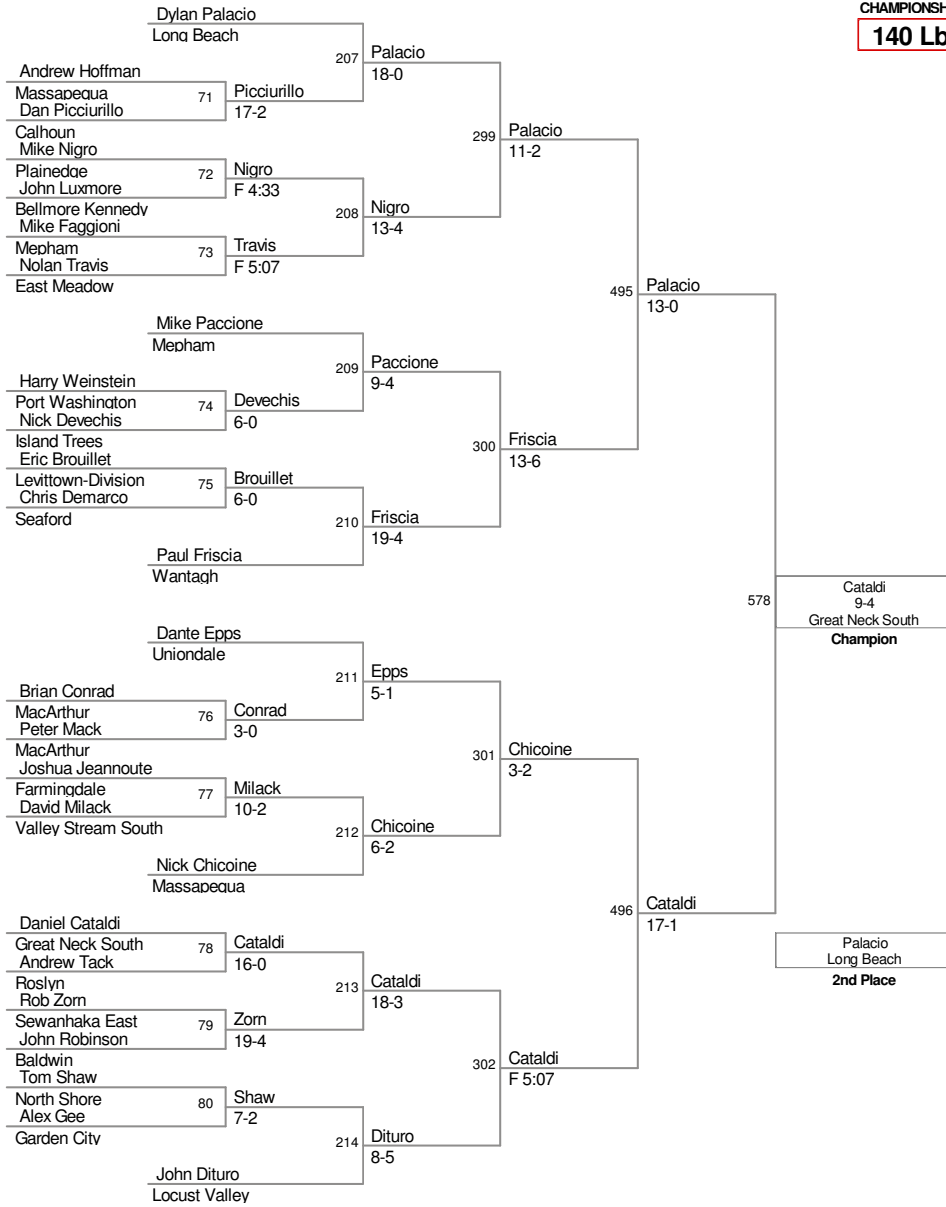 CHAMPIONSH
140 Lb
Dylan Palacio
Long Beach
207
Palacio
18-0
Andrew Hoffman
Massapequa
71
Picciurillo
17-2
Dan Picciurillo
Calhoun
299
Palacio
11-2
Mike Nigro
Plainedge
72
Nigro
F 4:33
John Luxmore
Bellmore Kennedy
208
Nigro
13-4
Mike Faggioni
Mepham
73
Travis
F 5:07
Nolan Travis
East Meadow
495
Palacio
13-0
Mike Paccione
Mepham
209
Paccione
9-4
Harry Weinstein
Port Washington
74
Devechis
6-0
Nick Devechis
Island Trees
300
Friscia
13-6
Eric Brouillet
Levittown-Division
75
Brouillet
6-0
Chris Demarco
Seaford
210
Friscia
19-4
Paul Friscia
Wantagh
578
Cataldi
9-4
Great Neck South
Champion
Dante Epps
Uniondale
211
Epps
5-1
Brian Conrad
MacArthur
76
Conrad
3-0
Peter Mack
MacArthur
301
Chicoine
3-2
Joshua Jeannoute
Farmingdale
77
Milack
10-2
David Milack
Valley Stream South
212
Chicoine
6-2
Nick Chicoine
Massapequa
496
Cataldi
17-1
Daniel Cataldi
Great Neck South
78
Cataldi
16-0
Andrew Tack
Roslyn
213
Cataldi
18-3
Rob Zorn
Sewanhaka East
79
Zorn
19-4
John Robinson
Baldwin
302
Cataldi
F 5:07
Tom Shaw
North Shore
80
Shaw
7-2
Alex Gee
Garden City
214
Dituro
8-5
John Dituro
Locust Valley
Palacio
Long Beach
2nd Place